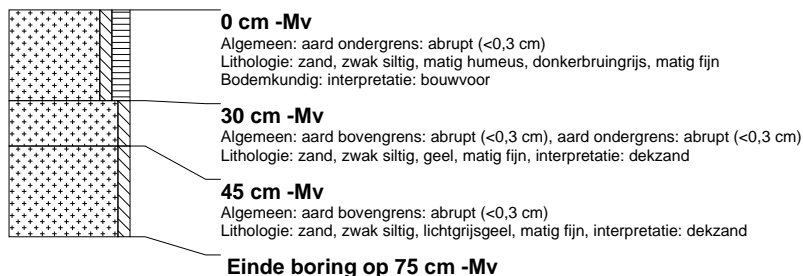 0 cm -Mv
Algemeen: aard ondergrens: abrupt (<0,3 cm)
Lithologie: zand, zwak siltig, matig humeus, donkerbruingrijs, matig fijn
Bodemkundig: interpretatie: bouwvoor
30 cm -Mv
Algemeen: aard bovengrens: abrupt (<0,3 cm), aard ondergrens: abrupt (<0,3 cm)
Lithologie: zand, zwak siltig, geel, matig fijn, interpretatie: dekzand
45 cm -Mv
Algemeen: aard bovengrens: abrupt (<0,3 cm)
Lithologie: zand, zwak siltig, lichtgrijsgeel, matig fijn, interpretatie: dekzand
Einde boring op 75 cm -Mv